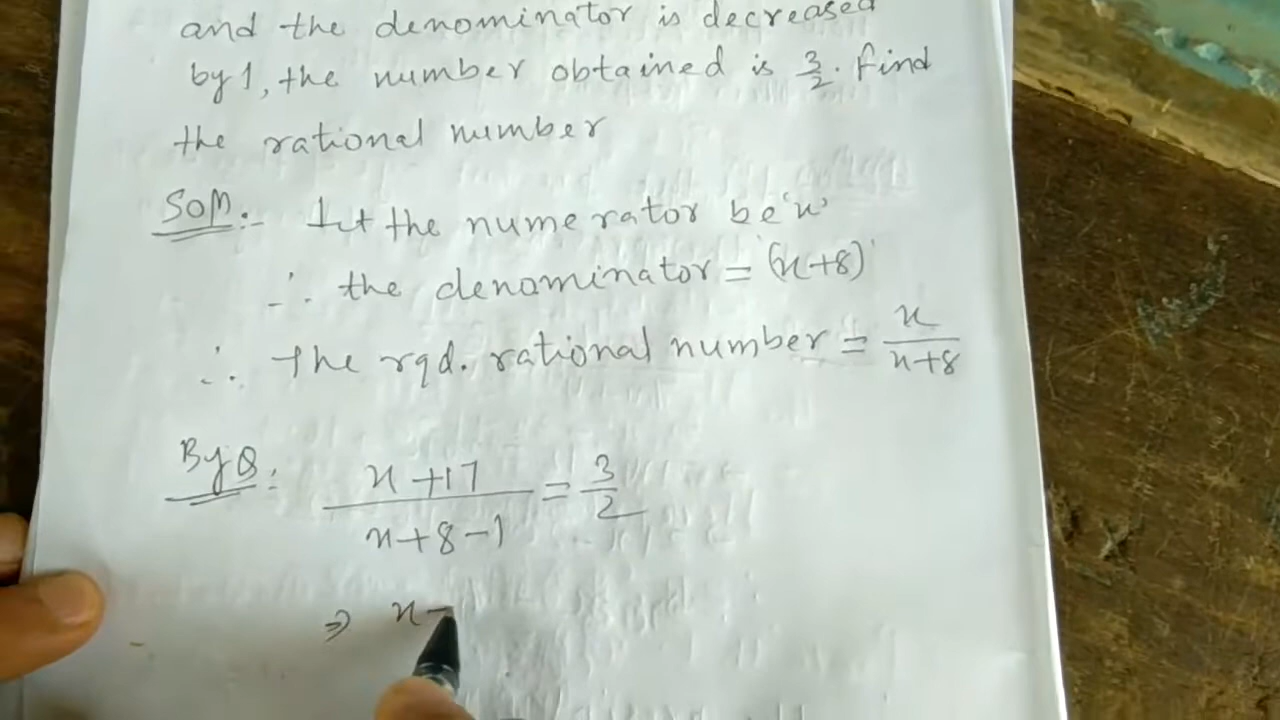 and the denominator is decreased
by 1, the number obtained is 3/2. find
the rational number
Soln:- Let the numerator be 'x'
∴ the denominator = (x+8)
∴ The rqd. rational number = x/(x+8)
By Q: (x+17)/(x+8-1) = 3/2
⇒ x